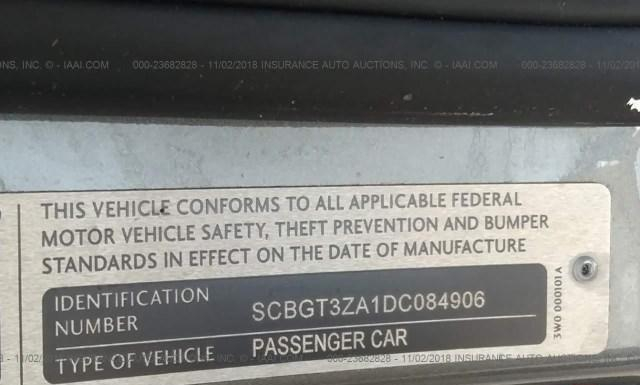 ONS, INC. © - IAAI.COM 000-23682828 - 11/02/2018 INSURANCE AUTO AUCTIONS, INC. © - IAAI.COM 000-23682828
THIS VEHICLE CONFORMS TO ALL APPLICABLE FEDERAL
MOTOR VEHICLE SAFETY, THEFT PREVENTION AND BUMPER
STANDARDS IN EFFECT ON THE DATE OF MANUFACTURE
IDENTIFICATION
NUMBER
SCBGT3ZA1DC084906
TYPE OF VEHICLE
PASSENGER CAR
3W0 000101A
- 11/02 INC. © - IAAI.COM 000-23682828 - 11/02/2018 INSURANCE